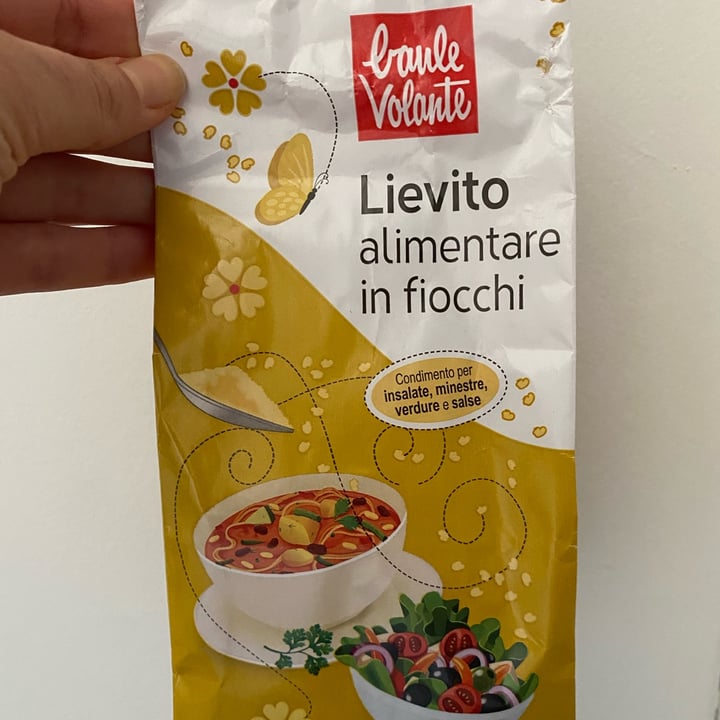 baule
volante
Lievito
alimentare
in fiocchi
Condimento per
insalate, minestre,
verdure e salse